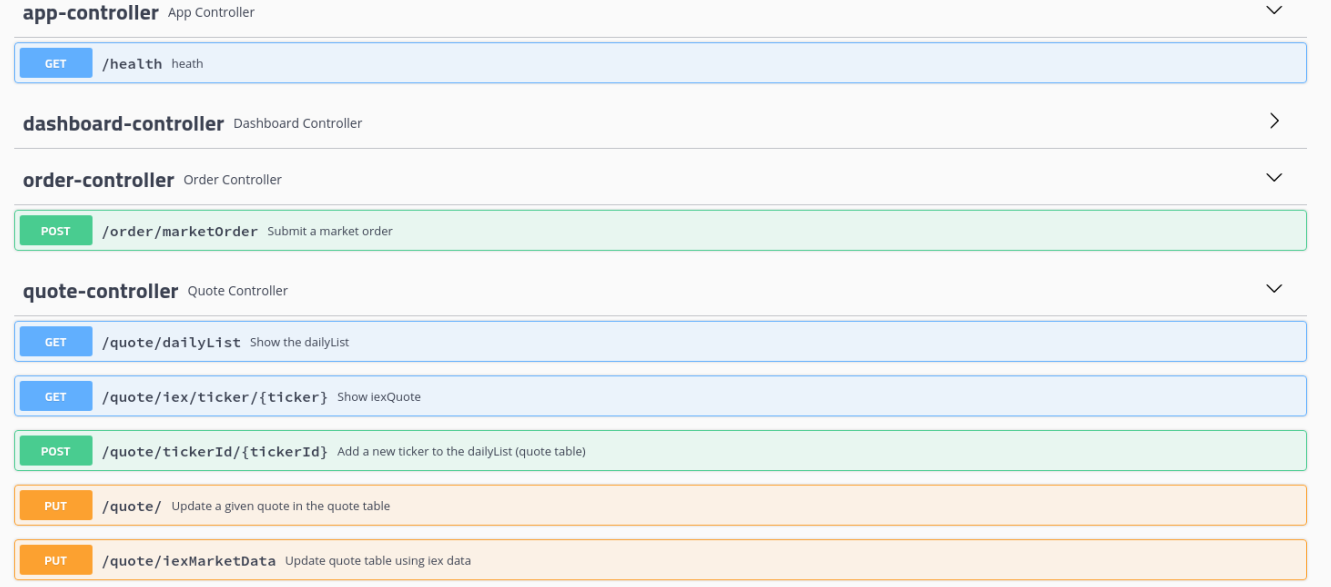 app-controller App Controller
GET /health heath
dashboard-controller Dashboard Controller
order-controller Order Controller
POST /order/marketOrder Submit a market order
quote-controller Quote Controller
GET /quote/dailyList Show the dailyList
GET /quote/iex/ticker/{ticker} Show iexQuote
POST /quote/tickerId/{tickerId} Add a new ticker to the dailyList (quote table)
PUT /quote/ Update a given quote in the quote table
PUT /quote/iexMarketData Update quote table using iex data